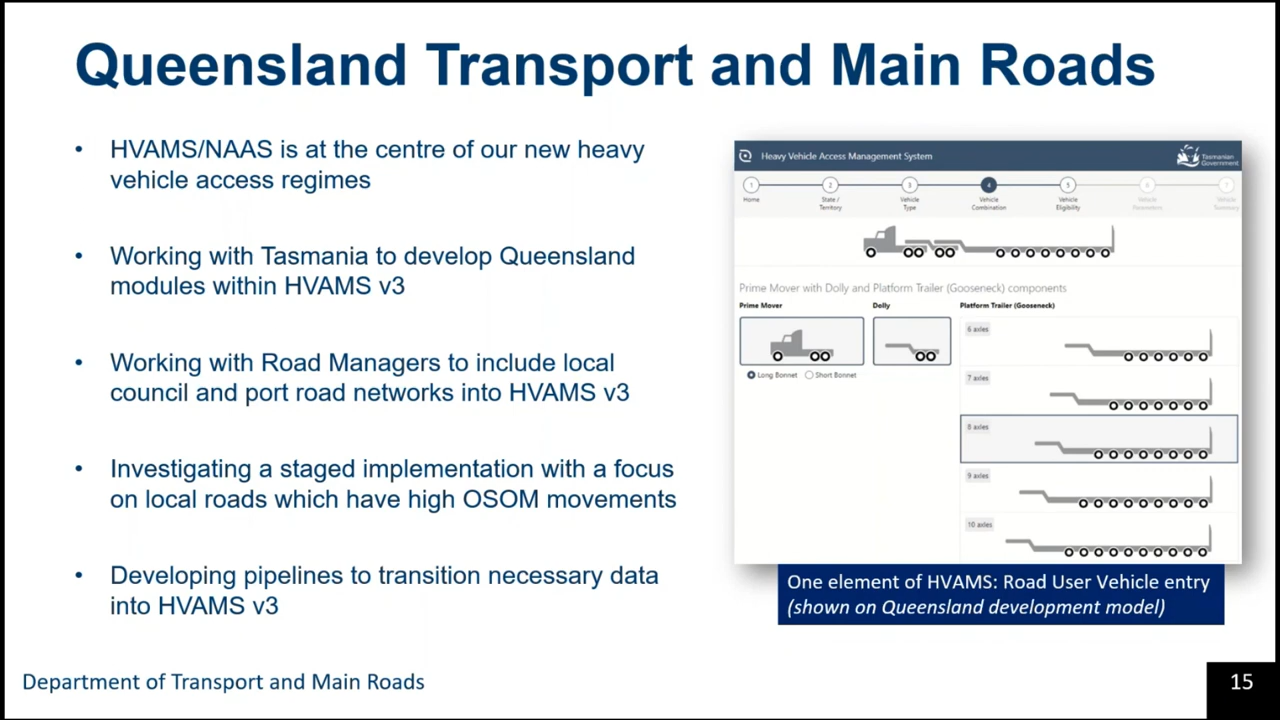 Queensland Transport and Main Roads
• HVAMS/NAAS is at the centre of our new heavy
vehicle access regimes
• Working with Tasmania to develop Queensland
modules within HVAMS v3
• Working with Road Managers to include local
council and port road networks into HVAMS v3
• Investigating a staged implementation with a focus
on local roads which have high OSOM movements
• Developing pipelines to transition necessary data
into HVAMS v3
Heavy Vehicle Access Management System
Tasmanian
Government
1 2 3 4 5 6 7
Home State / Vehicle Vehicle Vehicle Vehicle Vehicle
Territory Type Combination Eligibility Parameters Summary
Prime Mover with Dolly and Platform Trailer (Gooseneck) components
Prime Mover Dolly Platform Trailer (Gooseneck)
Long Bonnet Short Bonnet
6 axles
7 axles
8 axles
9 axles
10 axles
One element of HVAMS: Road User Vehicle entry
(shown on Queensland development model)
Department of Transport and Main Roads
15